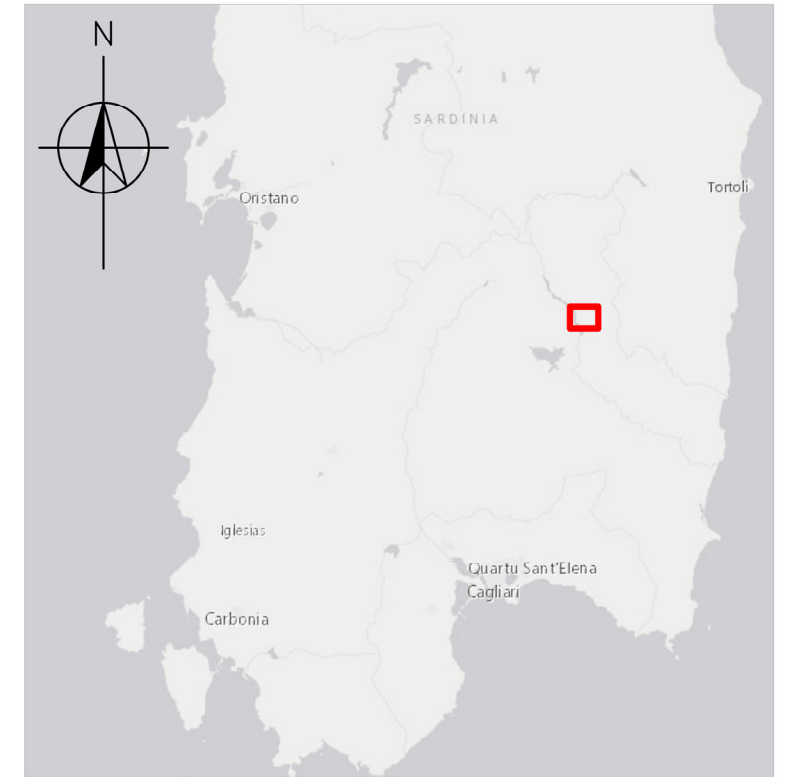 N
SARDINIA
Tortolì
Oristano
Iglesias
Quartu Sant'Elena
Cagliari
Carbonia